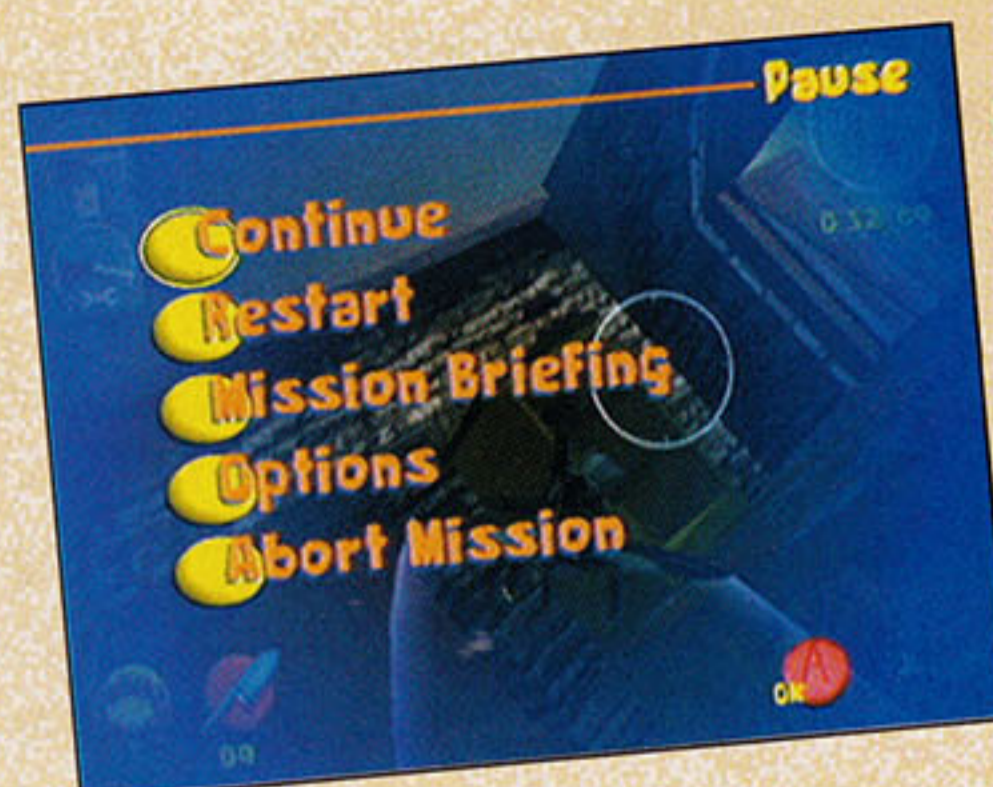 Pause
Continue
Restart
Mission Briefing
Options
Abort Mission
A
OK